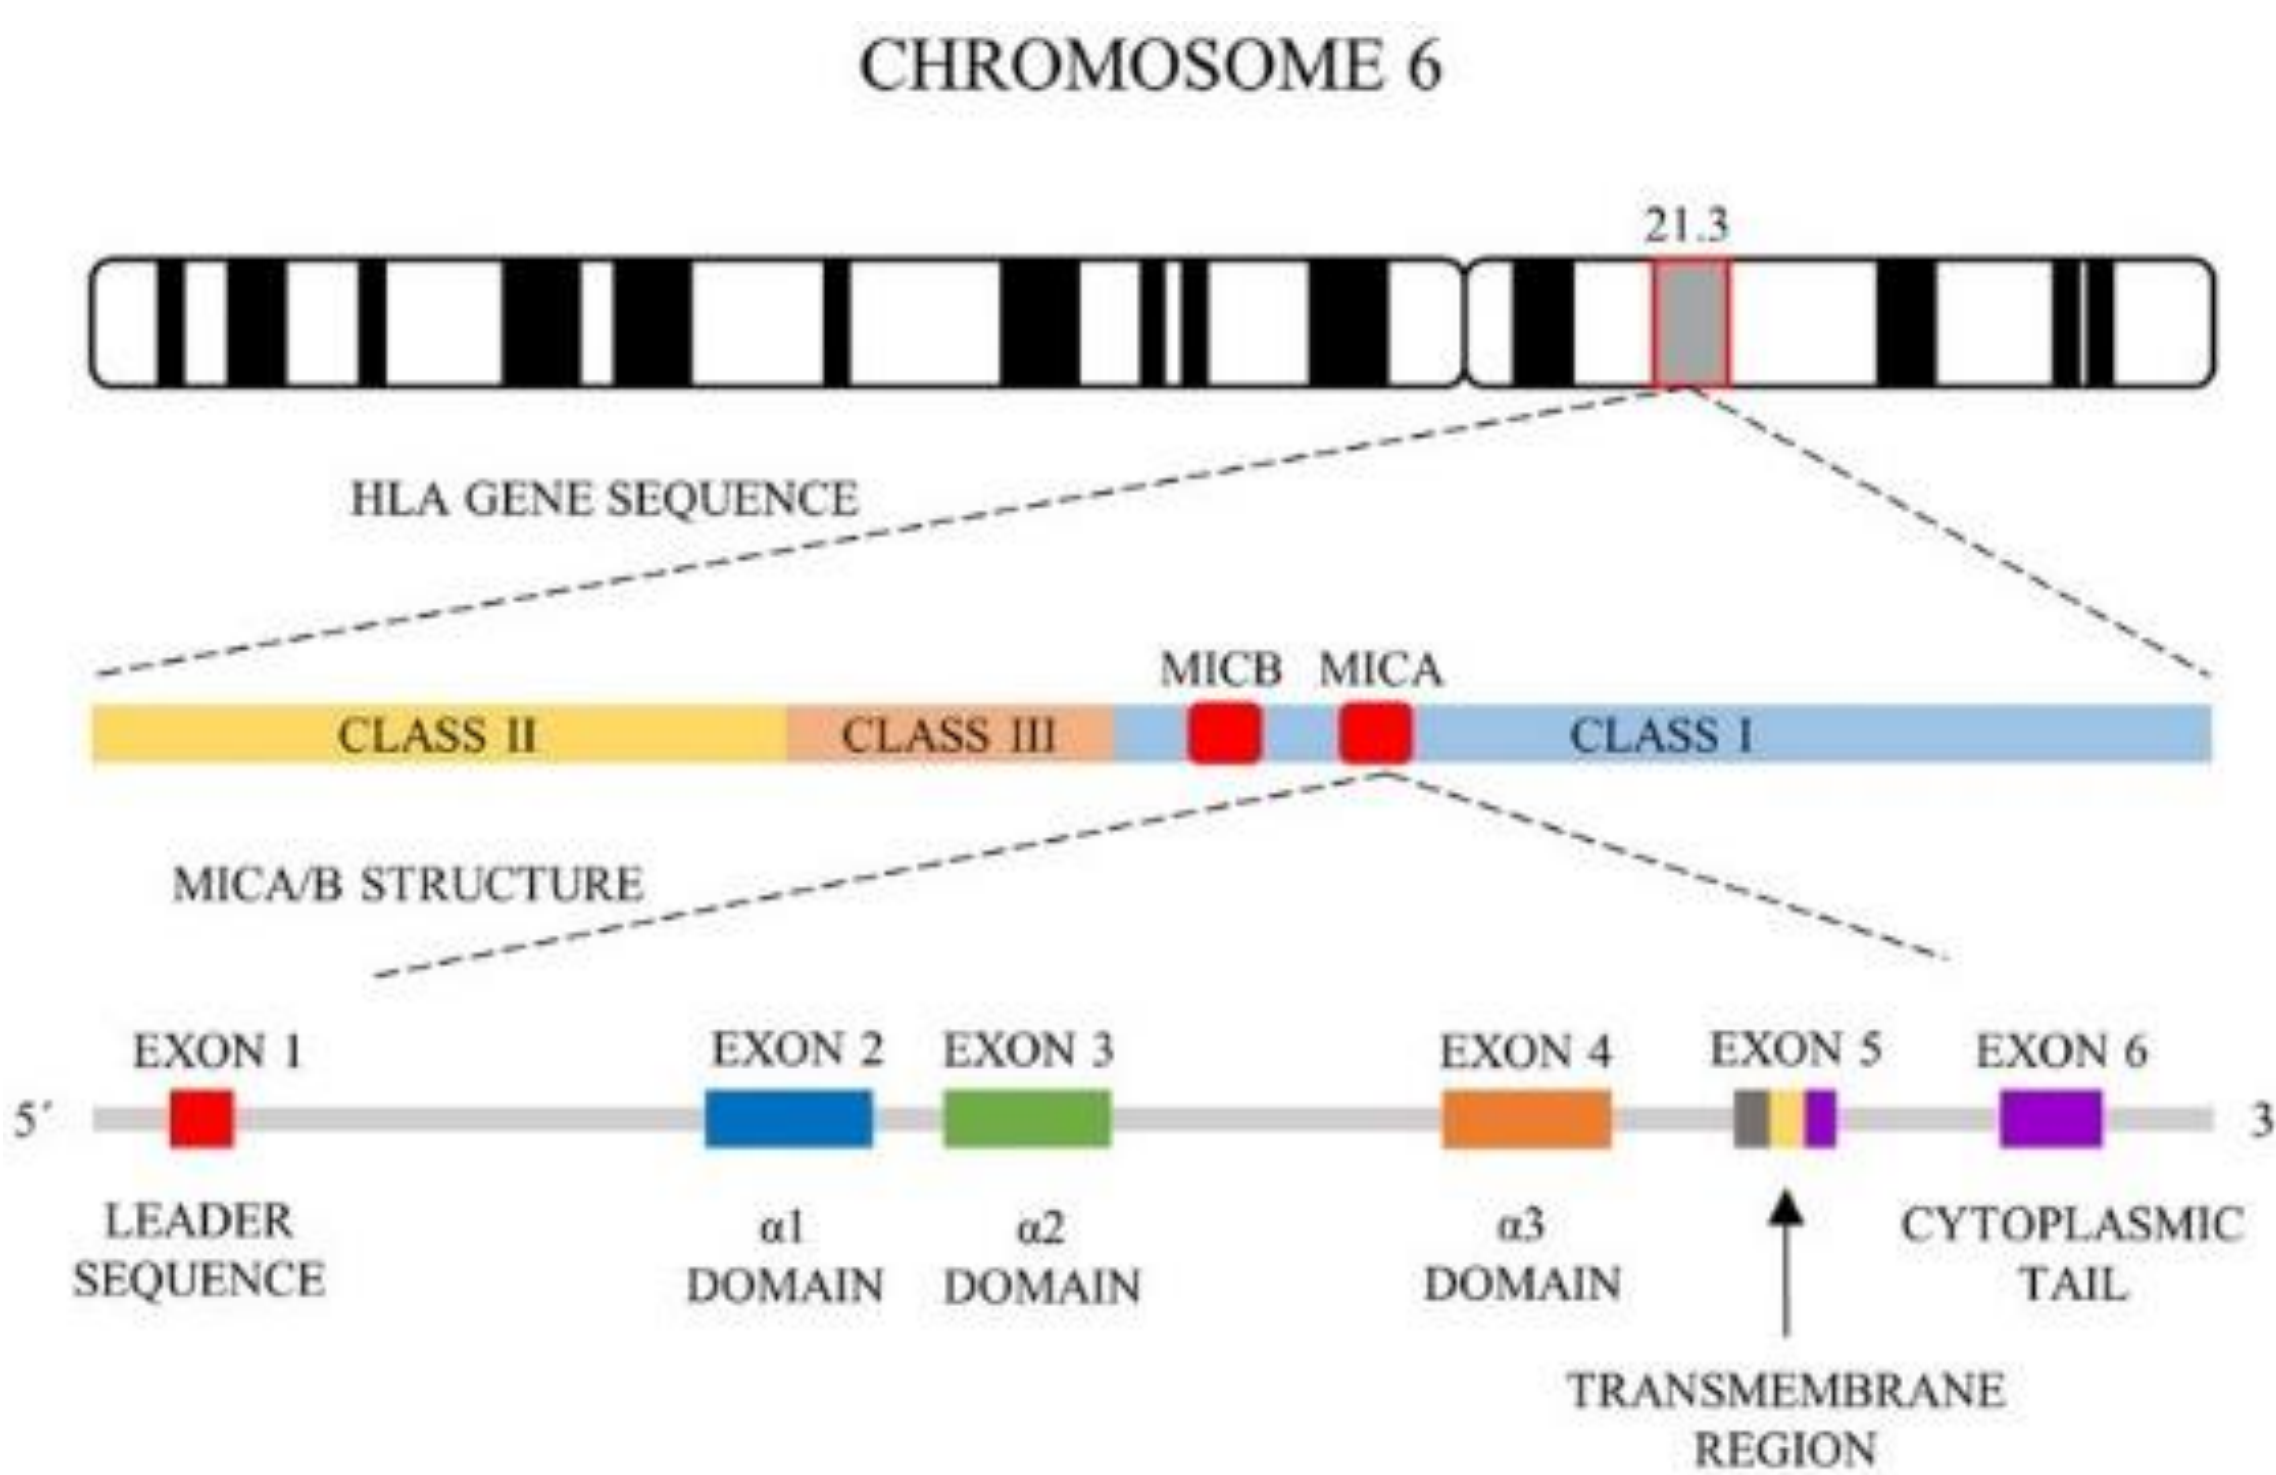 CHROMOSOME 6
21.3
HLA GENE SEQUENCE
MICB MICA
CLASS II CLASS III CLASS I
MICA/B STRUCTURE
EXON 1 EXON 2 EXON 3 EXON 4 EXON 5 EXON 6
5´ 3
LEADER SEQUENCE
α1 DOMAIN
α2 DOMAIN
α3 DOMAIN
CYTOPLASMIC TAIL
TRANSMEMBRANE
REGION